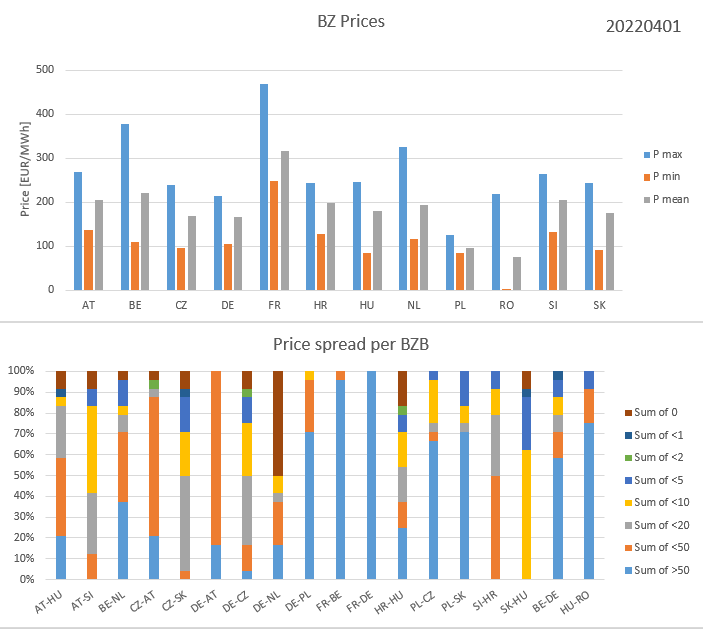 BZ Prices
20220401
500
400
300
200
100
0
Price [EUR/MWh]
AT BE CZ DE FR HR HU NL PL RO SI SK
P max
P min
P mean
Price spread per BZB
100%
90%
80%
70%
60%
50%
40%
30%
20%
10%
0%
AT-HU AT-SI BE-NL CZ-AT CZ-SK DE-AT DE-CZ DE-NL DE-PL FR-BE FR-DE HR-HU PL-CZ PL-SK SI-HR SK-HU BE-DE HU-RO
Sum of 0
Sum of <1
Sum of <2
Sum of <5
Sum of <10
Sum of <20
Sum of <50
Sum of >50